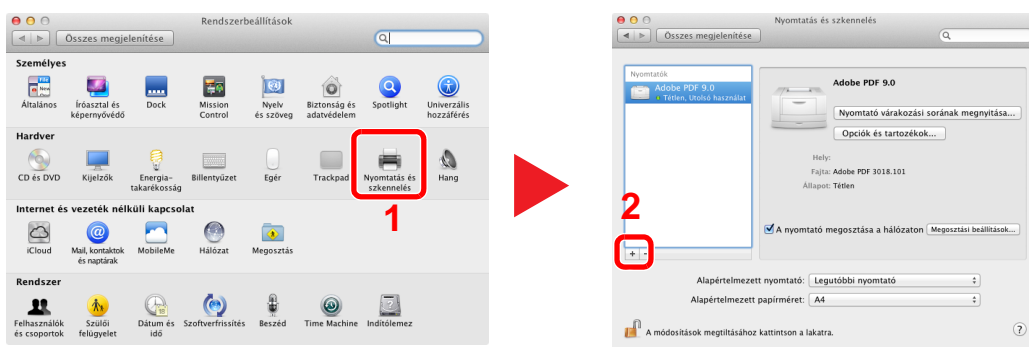 Rendszerbeállítások
Összes megjelenítése
Személyes
File
New
Általános
Íróasztal és képernyővédő
Dock
Mission Control
Nyelv és szöveg
Biztonság és adatvédelem
Spotlight
Univerzális hozzáférés
Hardver
CD és DVD
Kijelzők
Energia-takarékosság
Billentyűzet
Egér
Trackpad
Nyomtatás és szkennelés
Hang
1
Internet és vezeték nélküli kapcsolat
iCloud
Mail, kontaktok és naptárak
MobileMe
Hálózat
Megosztás
Rendszer
Felhasználók és csoportok
Szülői felügyelet
Dátum és idő
Szoftverfrissítés
Beszéd
Time Machine
Indítólemez
Nyomtatás és szkennelés
Összes megjelenítése
Nyomtatók
Adobe PDF 9.0
Tétlen, Utolsó használat
2
+ -
Adobe PDF 9.0
Nyomtató várakozási sorának megnyitása...
Opciók és tartozékok...
Hely:
Fajta: Adobe PDF 3018.101
Állapot: Tétlen
A nyomtató megosztása a hálózaton
Megosztási beállítások...
Alapértelmezett nyomtató: Legutóbbi nyomtató
Alapértelmezett papírméret: A4
A módosítások megtiltásához kattintson a lakatra.
?